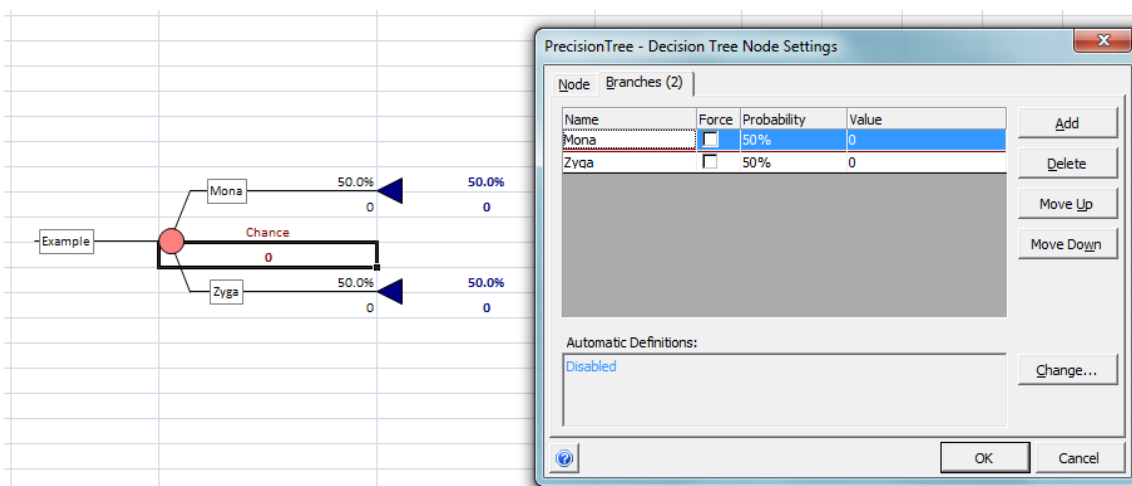 50.0%
50.0%
Mona
0
0
Chance
Example
0
50.0%
50.0%
Zyga
0
0
PrecisionTree - Decision Tree Node Settings
X
Node Branches (2)
Name Force Probability Value
Mona 50% 0
Zyga 50% 0
Add
Delete
Move Up
Move Down
Automatic Definitions:
Disabled
Change...
?
OK Cancel